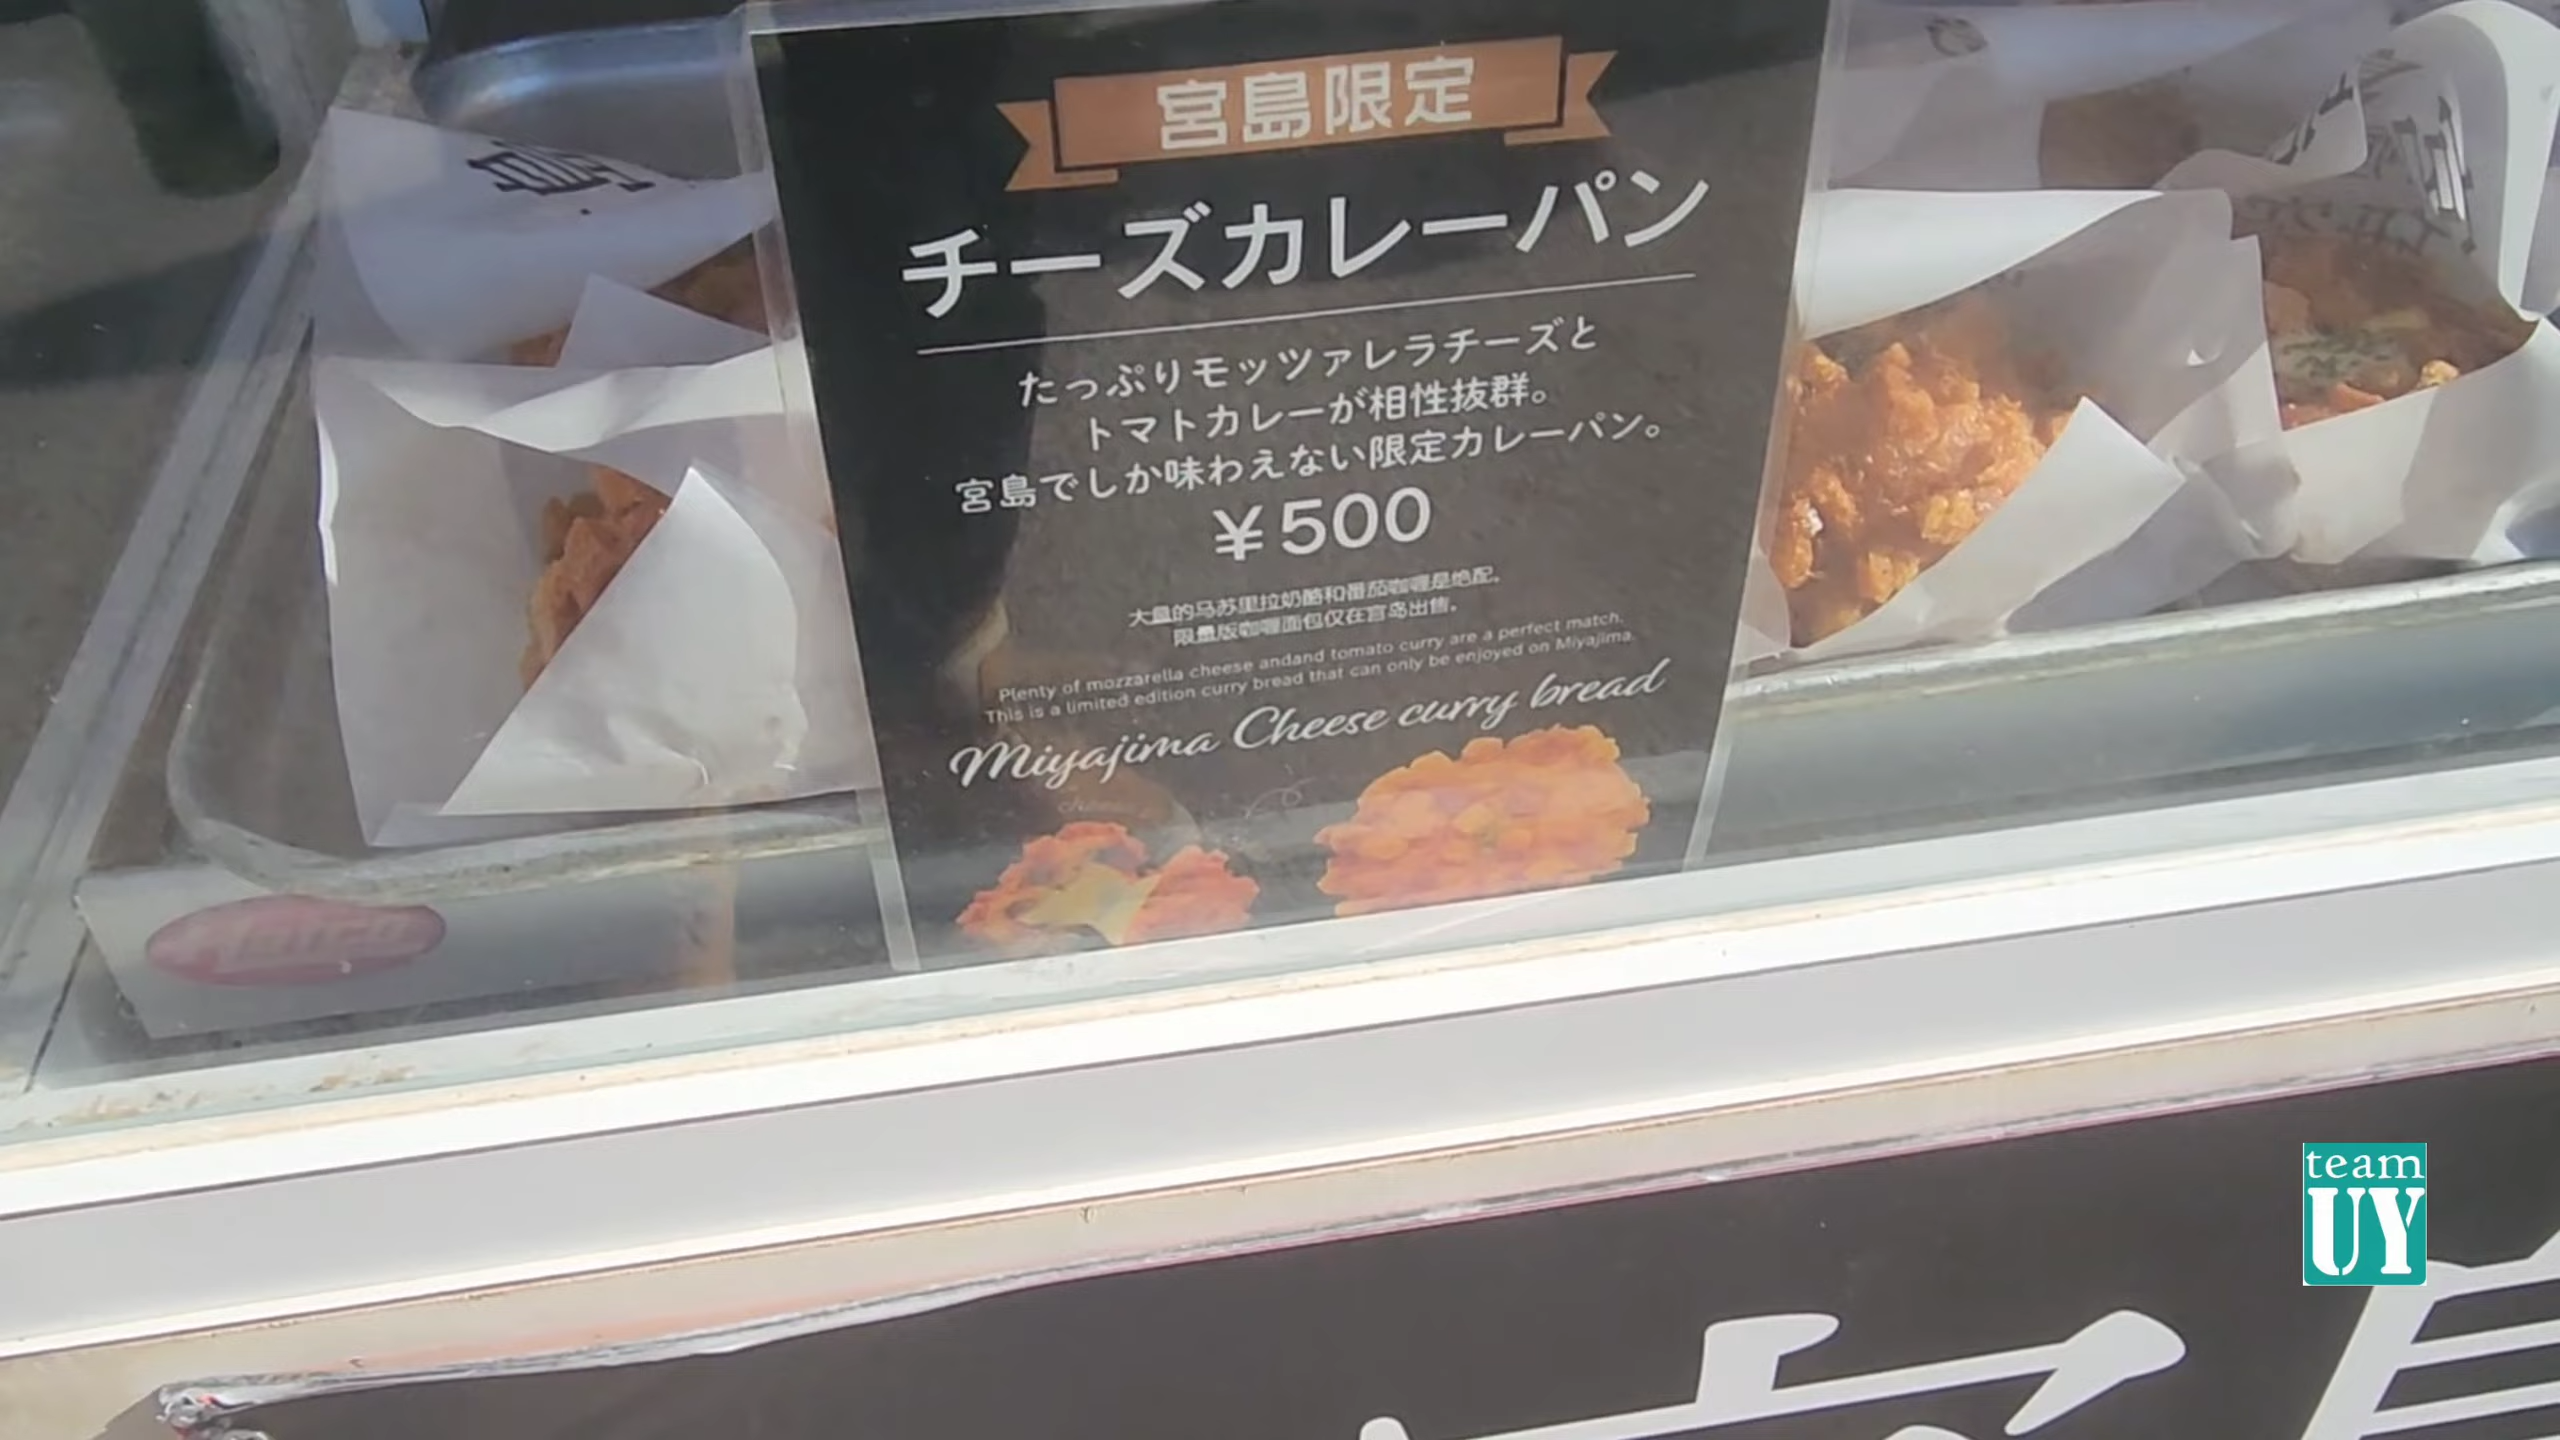 宮島限定
チーズカレーパン
たっぷりモッツァレラチーズと
トマトカレーが相性抜群。
宮島でしか味わえない限定カレーパン。
¥500
大量的马苏里拉奶酪和番茄咖喱是绝配。
限量版咖喱面包仅在宫岛出售。
Plenty of mozzarella cheese andand tomato curry are a perfect match.
This is a limited edition curry bread that can only be enjoyed on Miyajima.
Miyajima Cheese curry bread
team
UY